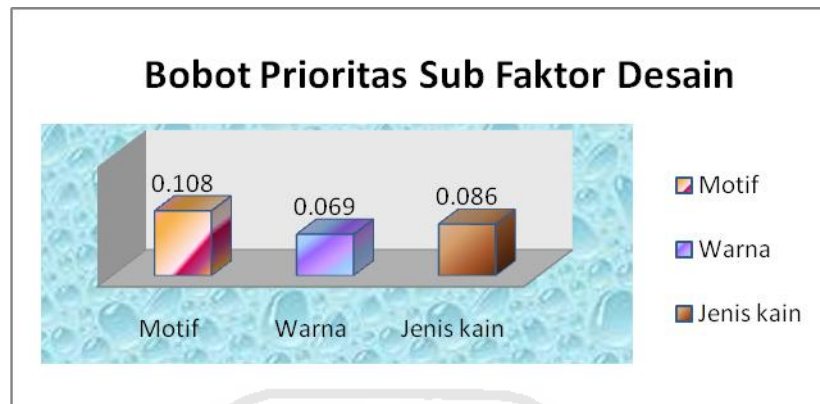 Bobot Prioritas Sub Faktor Desain
0.108
0.069
0.086
Motif
Warna
Jenis kain
Motif
Warna
Jenis kain